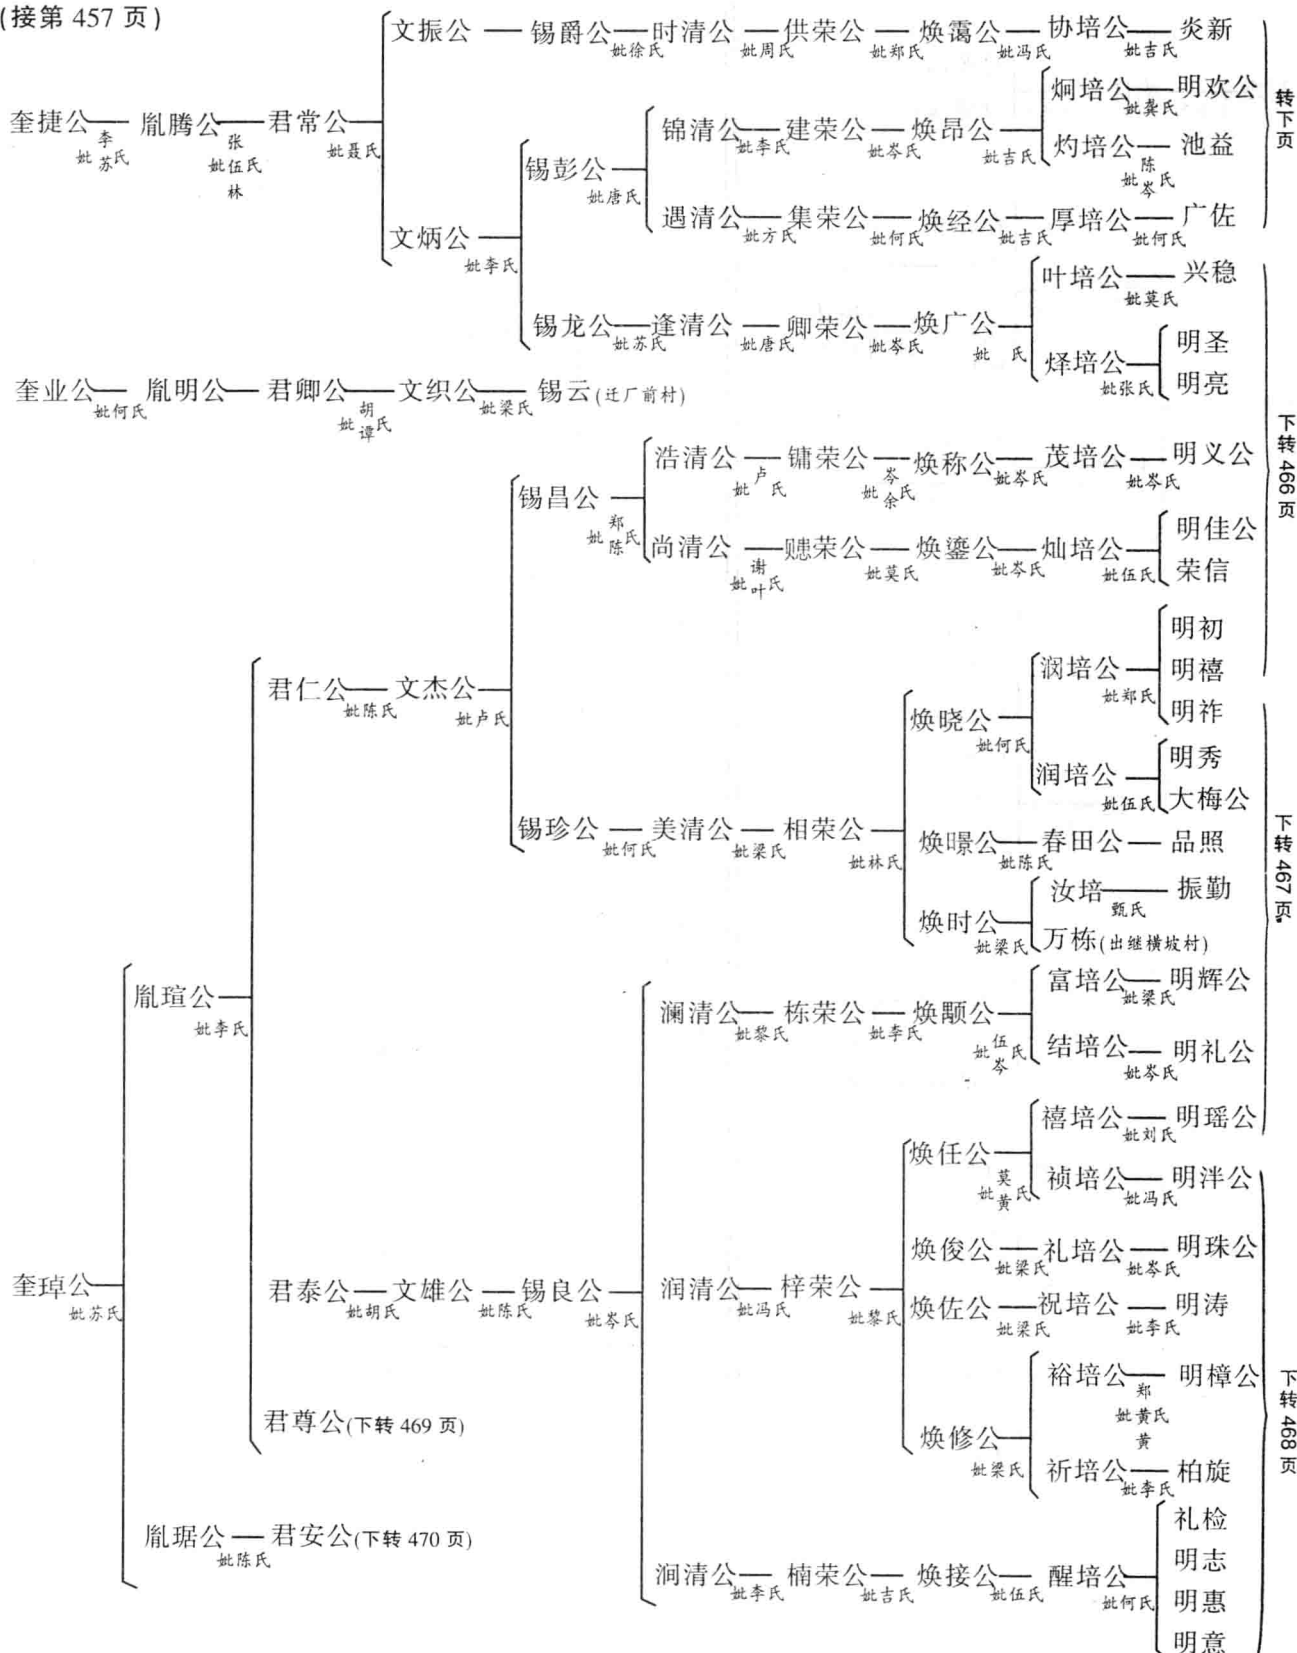 (接第 457 页)
文振公 — 锡爵公 妣徐氏 — 时清公 妣周氏 — 供荣公 妣郑氏 — 焕霭公 妣冯氏 — 协培公 妣吉氏 — 炎新
奎捷公 妣李苏氏 — 胤腾公 妣张伍林氏 — 君常公 妣聂氏
炯培公 妣龚氏 — 明欢公
锡彭公 妣唐氏 — 锦清公 妣李氏 — 建荣公 妣岑氏 — 焕昂公 妣吉氏
灼培公 妣陈岑氏 — 池益
转下页
文炳公 妣李氏
遇清公 妣方氏 — 集荣公 妣何氏 — 焕经公 妣吉氏 — 厚培公 妣何氏 — 广佐
叶培公 妣莫氏 — 兴稳
锡龙公 妣苏氏 — 逢清公 妣唐氏 — 卿荣公 妣岑氏 — 焕广公 妣 氏
烽培公 妣张氏
明圣
明亮
奎业公 妣何氏 — 胤明公 — 君卿公 妣胡谭氏 — 文织公 妣梁氏 — 锡云(迁厂前村)
下转 466 页
锡昌公 妣郑陈氏
浩清公 妣卢氏 — 镛荣公 妣岑余氏 — 焕称公 妣岑氏 — 茂培公 妣岑氏 — 明义公
尚清公 妣谢叶氏 — 荣公 妣莫氏 — 焕鎏公 妣岑氏 — 灿培公 妣伍氏
明佳公
荣信
君仁公 妣陈氏 — 文杰公 妣卢氏
焕晓公 妣何氏
润培公 妣郑氏
明初
明禧
明祚
润培公 妣伍氏
明秀
大梅公
锡珍公 妣何氏 — 美清公 妣梁氏 — 相荣公 妣林氏
焕暻公 妣陈氏 — 春田公 — 品照
焕时公 妣梁氏
汝培 甄氏 — 振勤
万栋(出继横坡村)
下转 467 页
胤瑄公 妣李氏
澜清公 妣黎氏 — 栋荣公 妣李氏 — 焕颙公 妣伍岑氏
富培公 妣梁氏 — 明辉公
结培公 妣岑氏 — 明礼公
焕任公 妣莫黄氏
禧培公 妣刘氏 — 明瑶公
祯培公 妣冯氏 — 明泮公
奎琸公 妣苏氏
君泰公 妣胡氏 — 文雄公 妣陈氏 — 锡良公 妣岑氏
润清公 妣冯氏 — 梓荣公 妣黎氏
焕俊公 妣梁氏 — 礼培公 妣岑氏 — 明珠公
焕佐公 妣梁氏 — 祝培公 妣李氏 — 明涛
焕修公 妣梁氏
裕培公 妣郑黄黄氏 — 明樟公
祈培公 妣李氏 — 柏旋
君尊公(下转 469 页)
下转 468 页
胤琚公 妣陈氏 — 君安公(下转 470 页)
涧清公 妣李氏 — 楠荣公 妣吉氏 — 焕接公 妣伍氏 — 醒培公 妣何氏
礼检
明志
明惠
明意